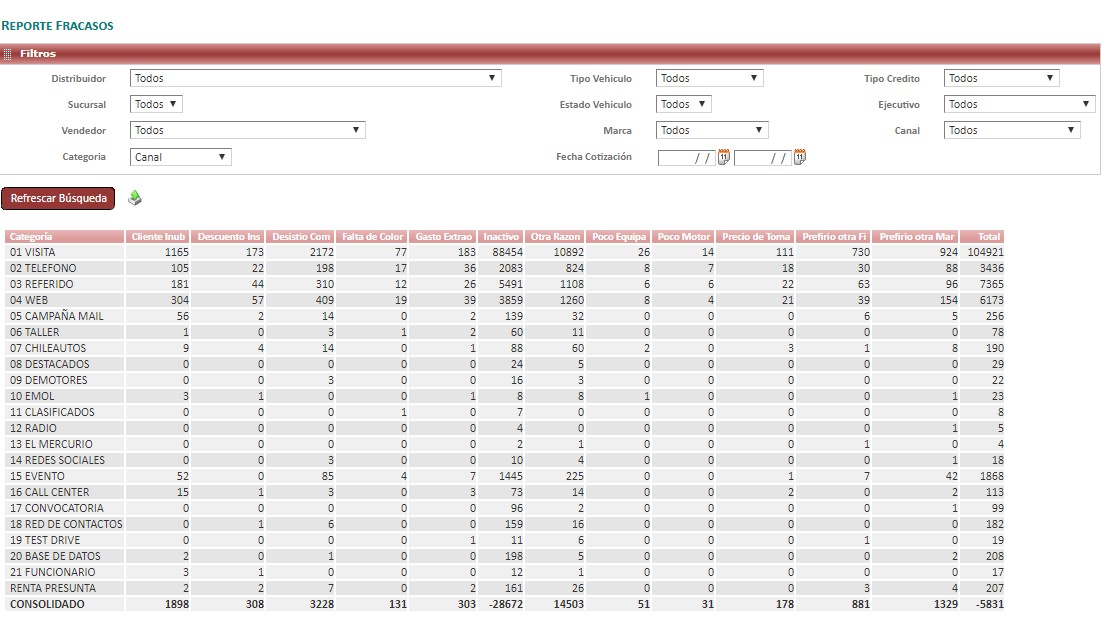 REPORTE FRACASOS
Filtros
Distribuidor Todos Tipo Vehiculo Todos Tipo Credito Todos
Sucursal Todos Estado Vehiculo Todos Ejecutivo Todos
Vendedor Todos Marca Todos Canal Todos
Categoria Canal Fecha Cotización / / 11 / / 11
Refrescar Búsqueda
Categoría Cliente Inub Descuento Ins Desistio Com Falta de Color Gasto Extrao Inactivo Otra Razon Poco Equipa Poco Motor Precio de Toma Prefirio otra Fi Prefirio otra Mar Total
01 VISITA 1165 173 2172 77 183 88454 10892 26 14 111 730 924 104921
02 TELEFONO 105 22 198 17 36 2083 824 8 7 18 30 88 3436
03 REFERIDO 181 44 310 12 26 5491 1108 6 6 22 63 96 7365
04 WEB 304 57 409 19 39 3859 1260 8 4 21 39 154 6173
05 CAMPAÑA MAIL 56 2 14 0 2 139 32 0 0 0 6 5 256
06 TALLER 1 0 3 1 2 60 11 0 0 0 0 0 78
07 CHILEAUTOS 9 4 14 0 1 88 60 2 0 3 1 8 190
08 DESTACADOS 0 0 0 0 0 24 5 0 0 0 0 0 29
09 DEMOTORES 0 0 3 0 0 16 3 0 0 0 0 0 22
10 EMOL 3 1 0 0 1 8 8 1 0 0 0 1 23
11 CLASIFICADOS 0 0 0 1 0 7 0 0 0 0 0 0 8
12 RADIO 0 0 0 0 0 4 0 0 0 0 0 1 5
13 EL MERCURIO 0 0 0 0 0 2 1 0 0 0 1 0 4
14 REDES SOCIALES 0 0 3 0 0 10 4 0 0 0 0 1 18
15 EVENTO 52 0 85 4 7 1445 225 0 0 1 7 42 1868
16 CALL CENTER 15 1 3 0 3 73 14 0 0 2 0 2 113
17 CONVOCATORIA 0 0 0 0 0 96 2 0 0 0 0 1 99
18 RED DE CONTACTOS 0 1 6 0 0 159 16 0 0 0 0 0 182
19 TEST DRIVE 0 0 0 0 1 11 6 0 0 0 1 0 19
20 BASE DE DATOS 2 0 1 0 0 198 5 0 0 0 0 2 208
21 FUNCIONARIO 3 1 0 0 0 12 1 0 0 0 0 0 17
RENTA PRESUNTA 2 2 7 0 2 161 26 0 0 0 3 4 207
CONSOLIDADO 1898 308 3228 131 303 -28672 14503 51 31 178 881 1329 -5831